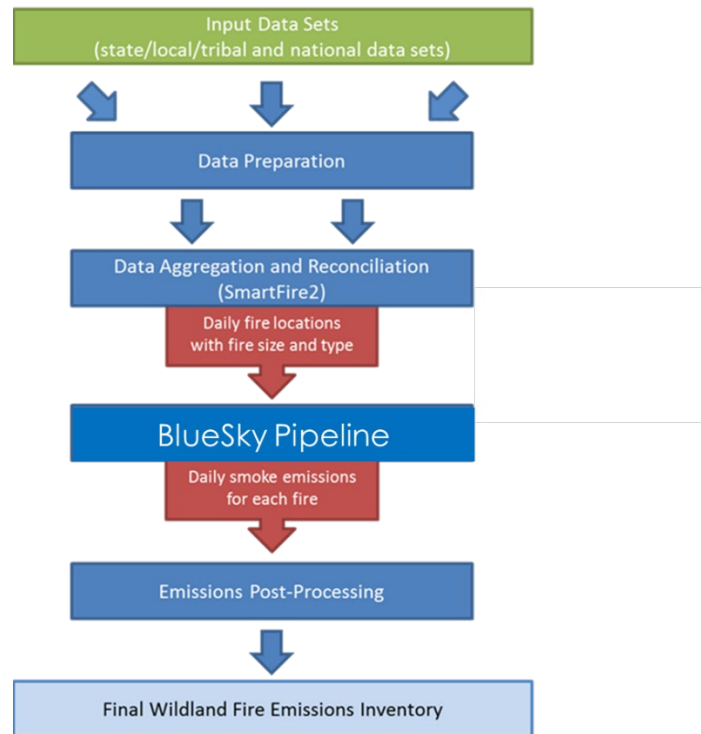 Input Data Sets
(state/local/tribal and national data sets)
Data Preparation
Data Aggregation and Reconciliation
(SmartFire2)
Daily fire locations
with fire size and type
BlueSky Pipeline
Daily smoke emissions
for each fire
Emissions Post-Processing
Final Wildland Fire Emissions Inventory